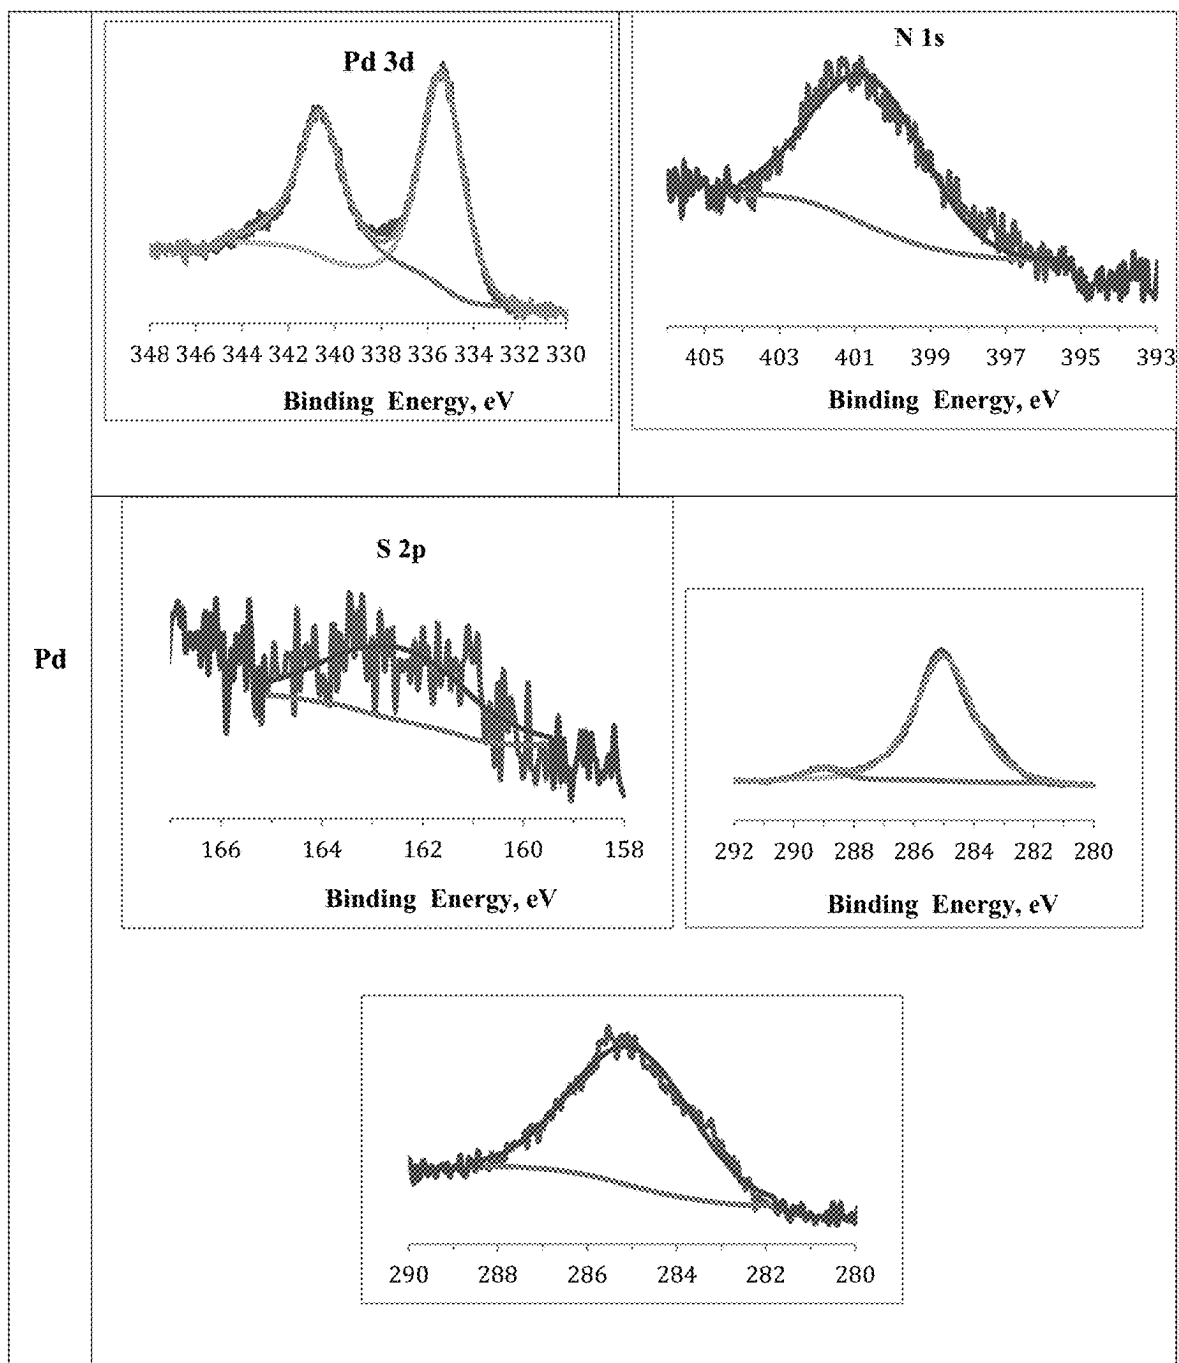 Pd
Pd 3d
348 346 344 342 340 338 336 334 332 330
Binding Energy, eV
N 1s
405 403 401 399 397 395 393
Binding Energy, eV
S 2p
166 164 162 160 158
Binding Energy, eV
292 290 288 286 284 282 280
Binding Energy, eV
290 288 286 284 282 280